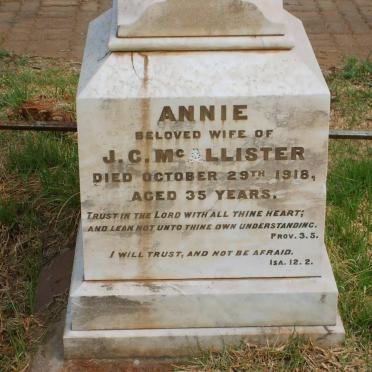 ANNIE
BELOVED WIFE OF
J. C. McALLISTER
DIED OCTOBER 29TH 1918,
AGED 35 YEARS.
TRUST IN THE LORD WITH ALL THINE HEART;
AND LEAN NOT UNTO THINE OWN UNDERSTANDING.
PROV. 3. 5.
I WILL TRUST, AND NOT BE AFRAID.
ISA. 12. 2.